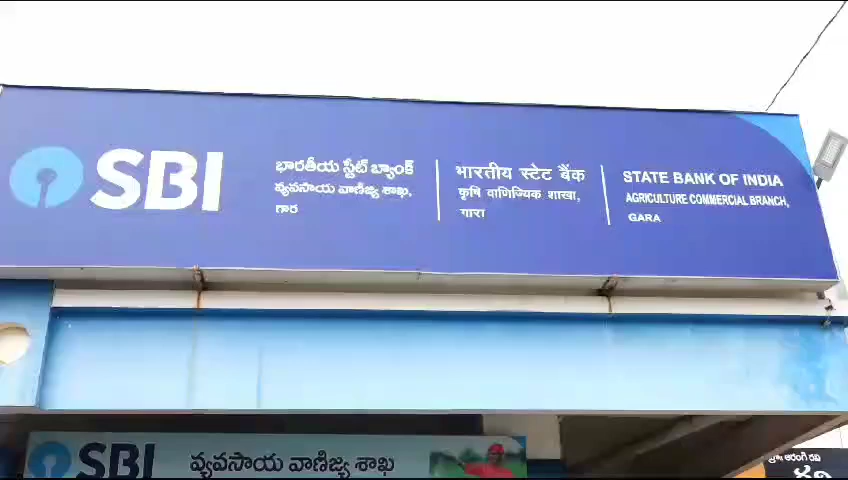 SBI
భారతీయ స్టేట్ బ్యాంక్
వ్యవసాయ వాణిజ్య శాఖ,
గార
भारतीय स्टेट बैंक
कृषि वाणिज्यिक शाखा,
गारा
STATE BANK OF INDIA
AGRICULTURE COMMERCIAL BRANCH,
GARA
SBI
వ్యవసాయ వాణిజ్య శాఖ